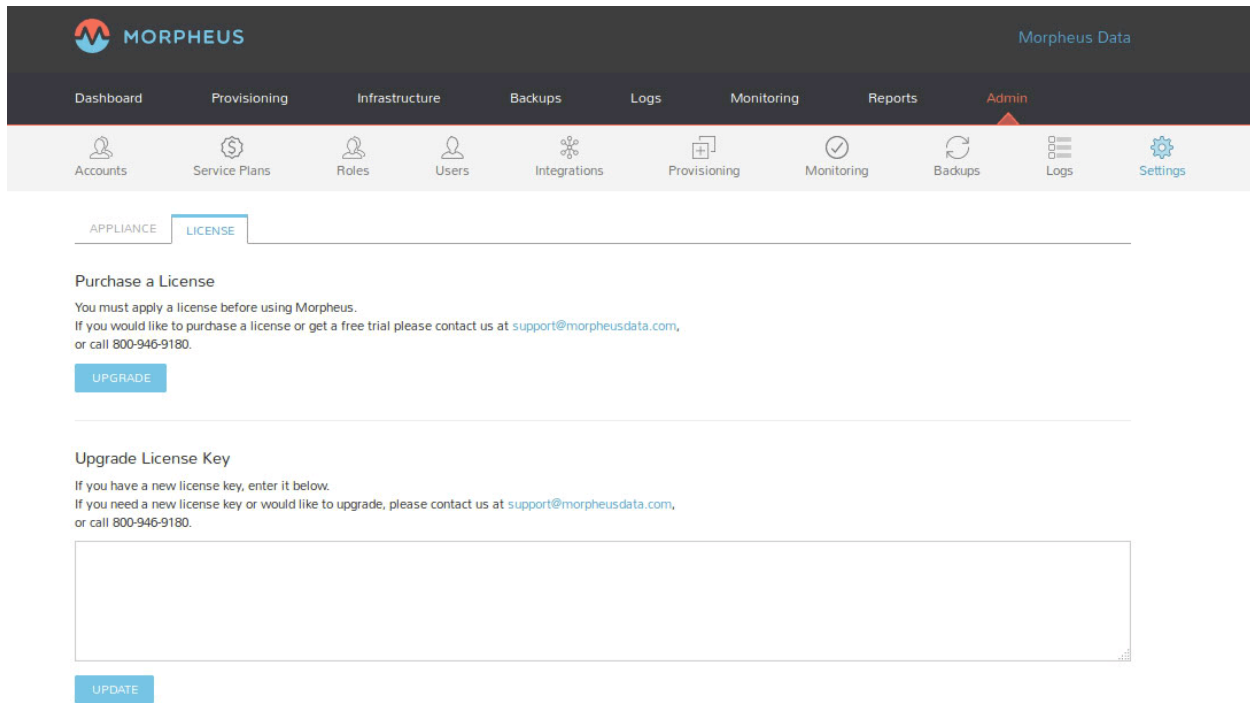 MORPHEUS
Morpheus Data
Dashboard Provisioning Infrastructure Backups Logs Monitoring Reports Admin
Accounts Service Plans Roles Users Integrations Provisioning Monitoring Backups Logs Settings
APPLIANCE LICENSE
Purchase a License
You must apply a license before using Morpheus.
If you would like to purchase a license or get a free trial please contact us at support@morpheusdata.com,
or call 800-946-9180.
UPGRADE
Upgrade License Key
If you have a new license key, enter it below.
If you need a new license key or would like to upgrade, please contact us at support@morpheusdata.com,
or call 800-946-9180.
UPDATE